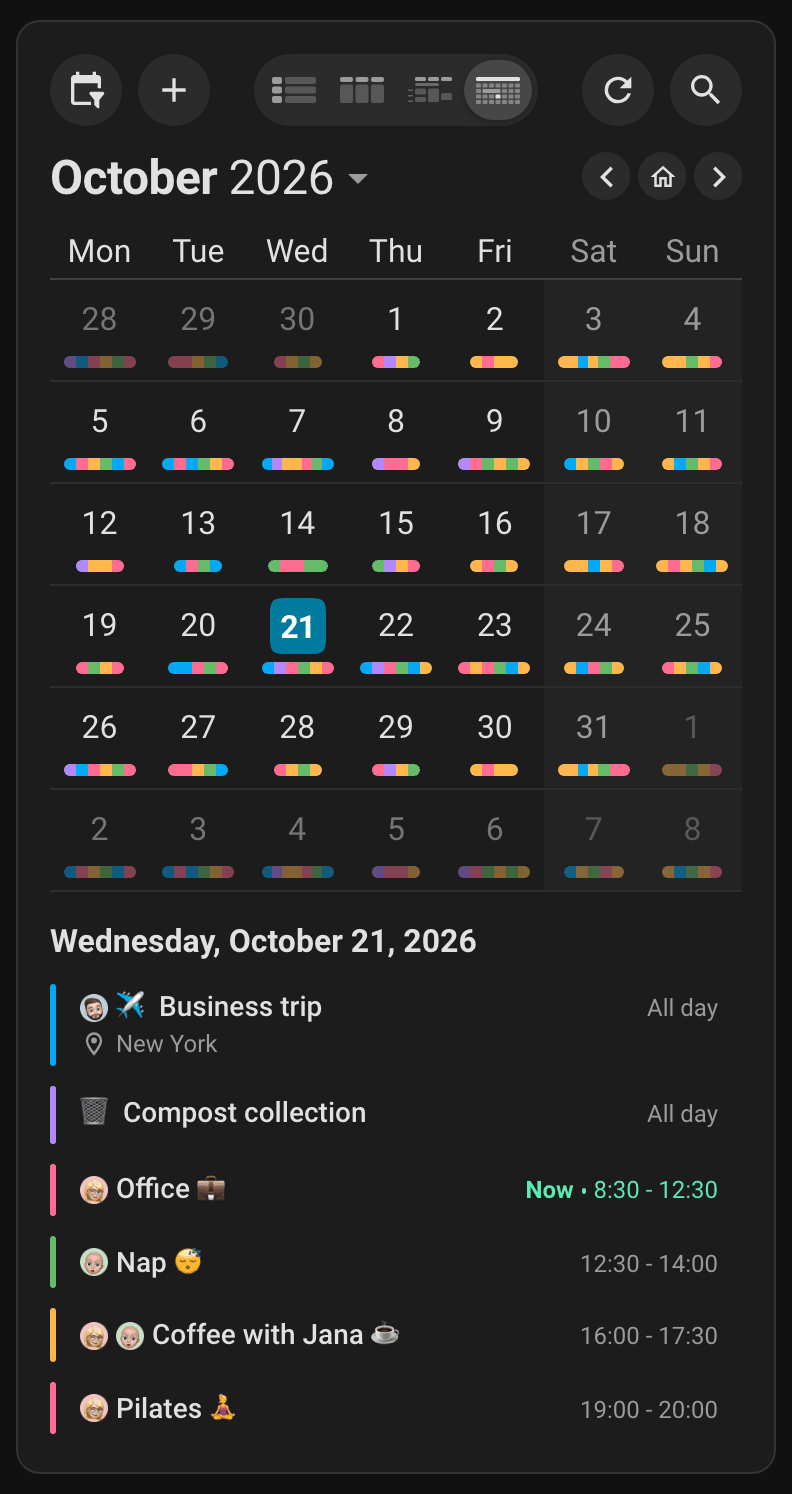 October 2026
Mon Tue Wed Thu Fri Sat Sun
28 29 30 1 2 3 4
5 6 7 8 9 10 11
12 13 14 15 16 17 18
19 20 21 22 23 24 25
26 27 28 29 30 31 1
2 3 4 5 6 7 8
Wednesday, October 21, 2026
Business trip All day
New York
Compost collection All day
Office Now • 8:30 - 12:30
Nap 12:30 - 14:00
Coffee with Jana 16:00 - 17:30
Pilates 19:00 - 20:00